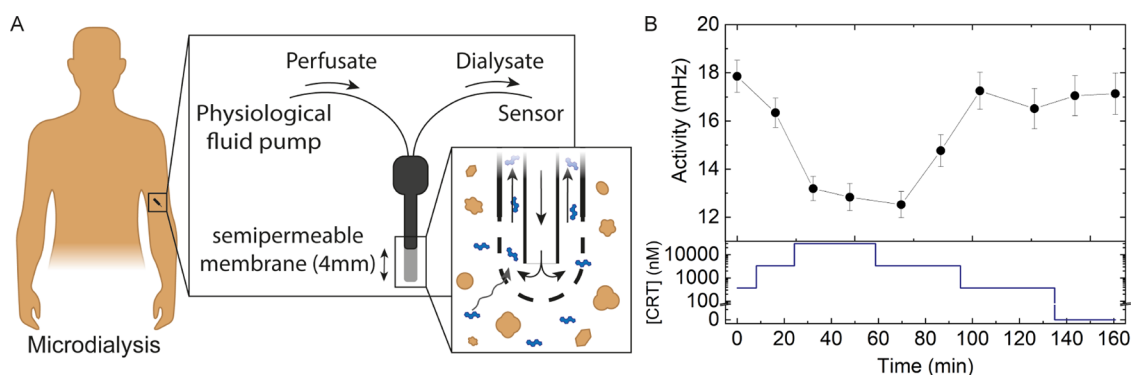 A
Perfusate
Dialysate
Physiological
fluid pump
Sensor
semipermeable
membrane (4mm)
Microdialysis
B
Activity (mHz)
20
18
16
14
12
[CRT] (nM)
10000
1000
100
0
0 20 40 60 80 100 120 140 160
Time (min)